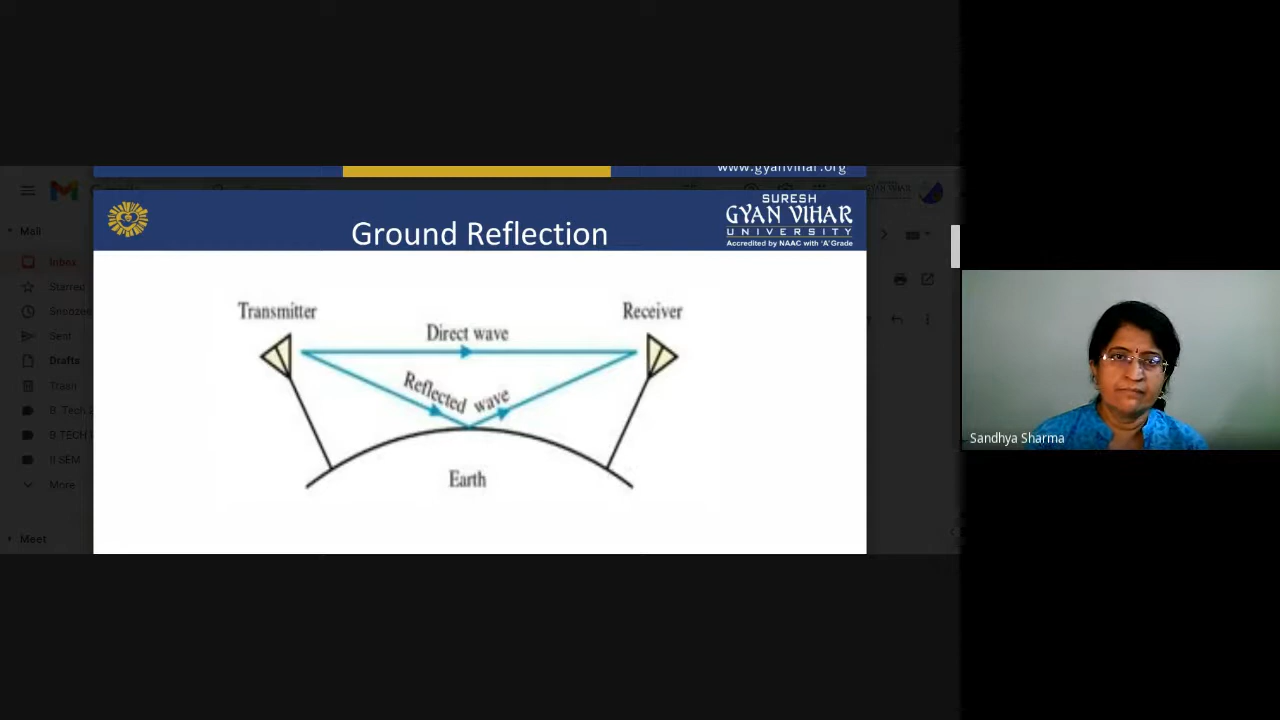 www.gyanvihar.org
Ground Reflection
SURESH
GYAN VIHAR
UNIVERSITY
Accredited by NAAC with 'A' Grade
Transmitter
Receiver
Direct wave
Reflected wave
Earth
Mail
Inbox
Starred
Snoozed
Sent
Drafts
Trash
B. Tech
B TECH
II SEM
More
Meet
Sandhya Sharma